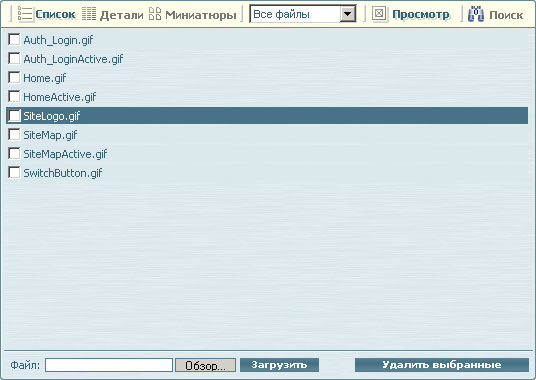 Список Детали Миниатюры Все файлы Просмотр Поиск
Auth_Login.gif
Auth_LoginActive.gif
Home.gif
HomeActive.gif
SiteLogo.gif
SiteMap.gif
SiteMapActive.gif
SwitchButton.gif
Файл: Обзор... Загрузить Удалить выбранные